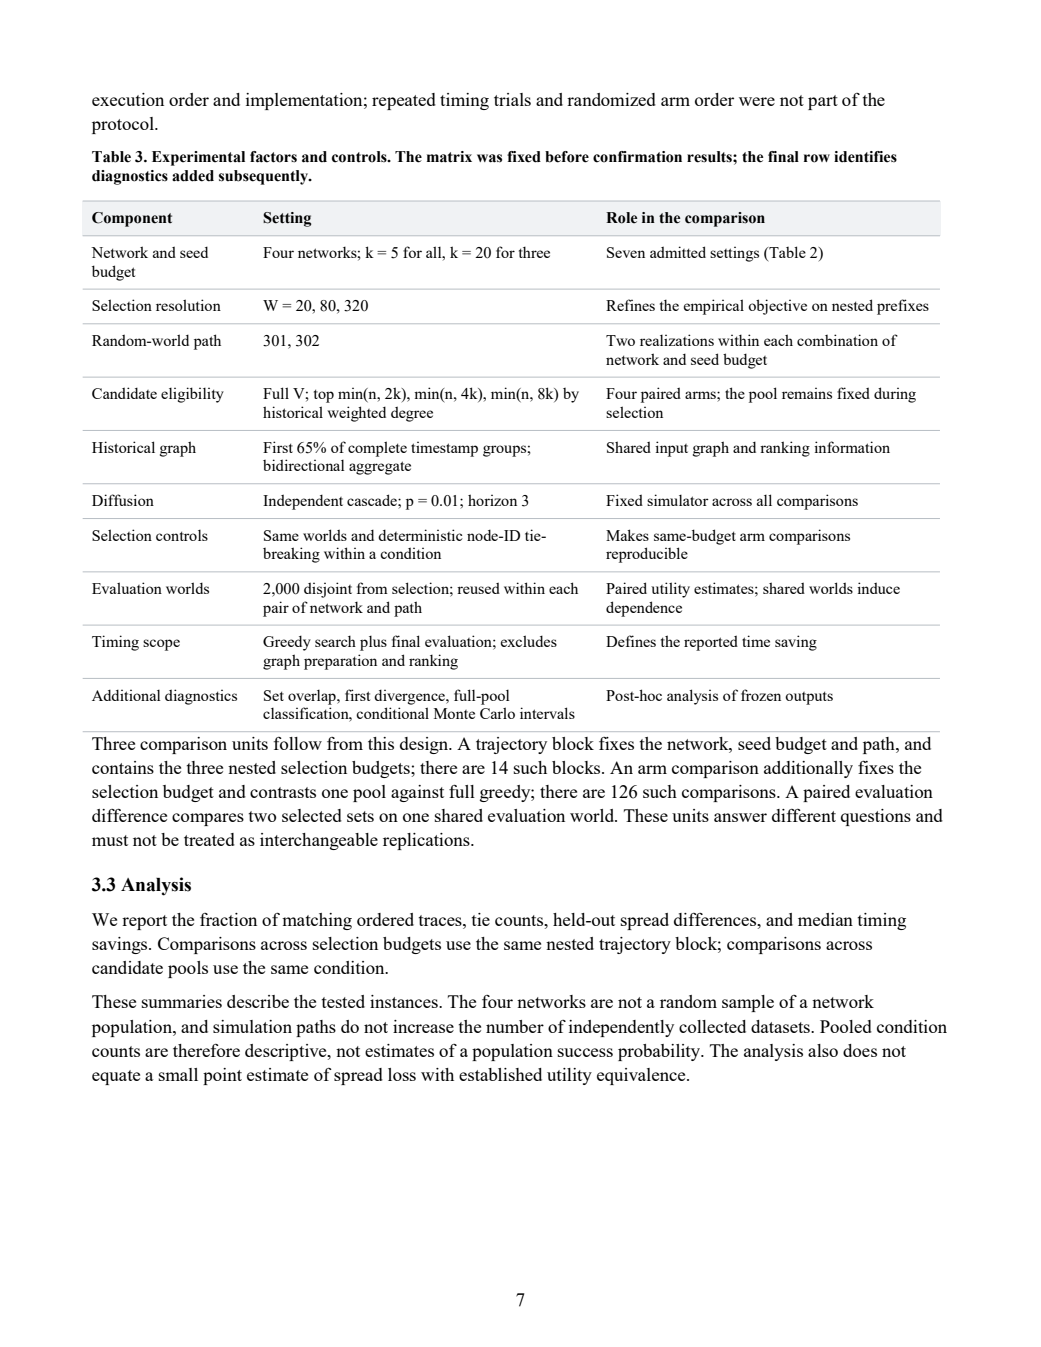 execution order and implementation; repeated timing trials and randomized arm order were not part of the
protocol.
Table 3. Experimental factors and controls. The matrix was fixed before confirmation results; the final row identifies
diagnostics added subsequently.
Component Setting Role in the comparison
Network and seed budget Four networks; k = 5 for all, k = 20 for three Seven admitted settings (Table 2)
Selection resolution W = 20, 80, 320 Refines the empirical objective on nested prefixes
Random-world path 301, 302 Two realizations within each combination of network and seed budget
Candidate eligibility Full V; top min(n, 2k), min(n, 4k), min(n, 8k) by historical weighted degree Four paired arms; the pool remains fixed during selection
Historical graph First 65% of complete timestamp groups; bidirectional aggregate Shared input graph and ranking information
Diffusion Independent cascade; p = 0.01; horizon 3 Fixed simulator across all comparisons
Selection controls Same worlds and deterministic node-ID tie-breaking within a condition Makes same-budget arm comparisons reproducible
Evaluation worlds 2,000 disjoint from selection; reused within each pair of network and path Paired utility estimates; shared worlds induce dependence
Timing scope Greedy search plus final evaluation; excludes graph preparation and ranking Defines the reported time saving
Additional diagnostics Set overlap, first divergence, full-pool classification, conditional Monte Carlo intervals Post-hoc analysis of frozen outputs
Three comparison units follow from this design. A trajectory block fixes the network, seed budget and path, and
contains the three nested selection budgets; there are 14 such blocks. An arm comparison additionally fixes the
selection budget and contrasts one pool against full greedy; there are 126 such comparisons. A paired evaluation
difference compares two selected sets on one shared evaluation world. These units answer different questions and
must not be treated as interchangeable replications.
3.3 Analysis
We report the fraction of matching ordered traces, tie counts, held-out spread differences, and median timing
savings. Comparisons across selection budgets use the same nested trajectory block; comparisons across
candidate pools use the same condition.
These summaries describe the tested instances. The four networks are not a random sample of a network
population, and simulation paths do not increase the number of independently collected datasets. Pooled condition
counts are therefore descriptive, not estimates of a population success probability. The analysis also does not
equate a small point estimate of spread loss with established utility equivalence.
7